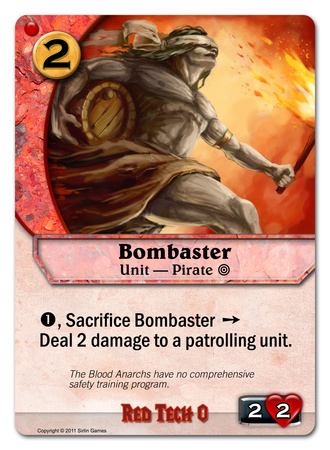 2
Bombaster
Unit — Pirate
❶, Sacrifice Bombaster →
Deal 2 damage to a patrolling unit.
The Blood Anarchs have no comprehensive
safety training program.
Red Tech 0
2 2
Copyright © 2011 Sirlin Games